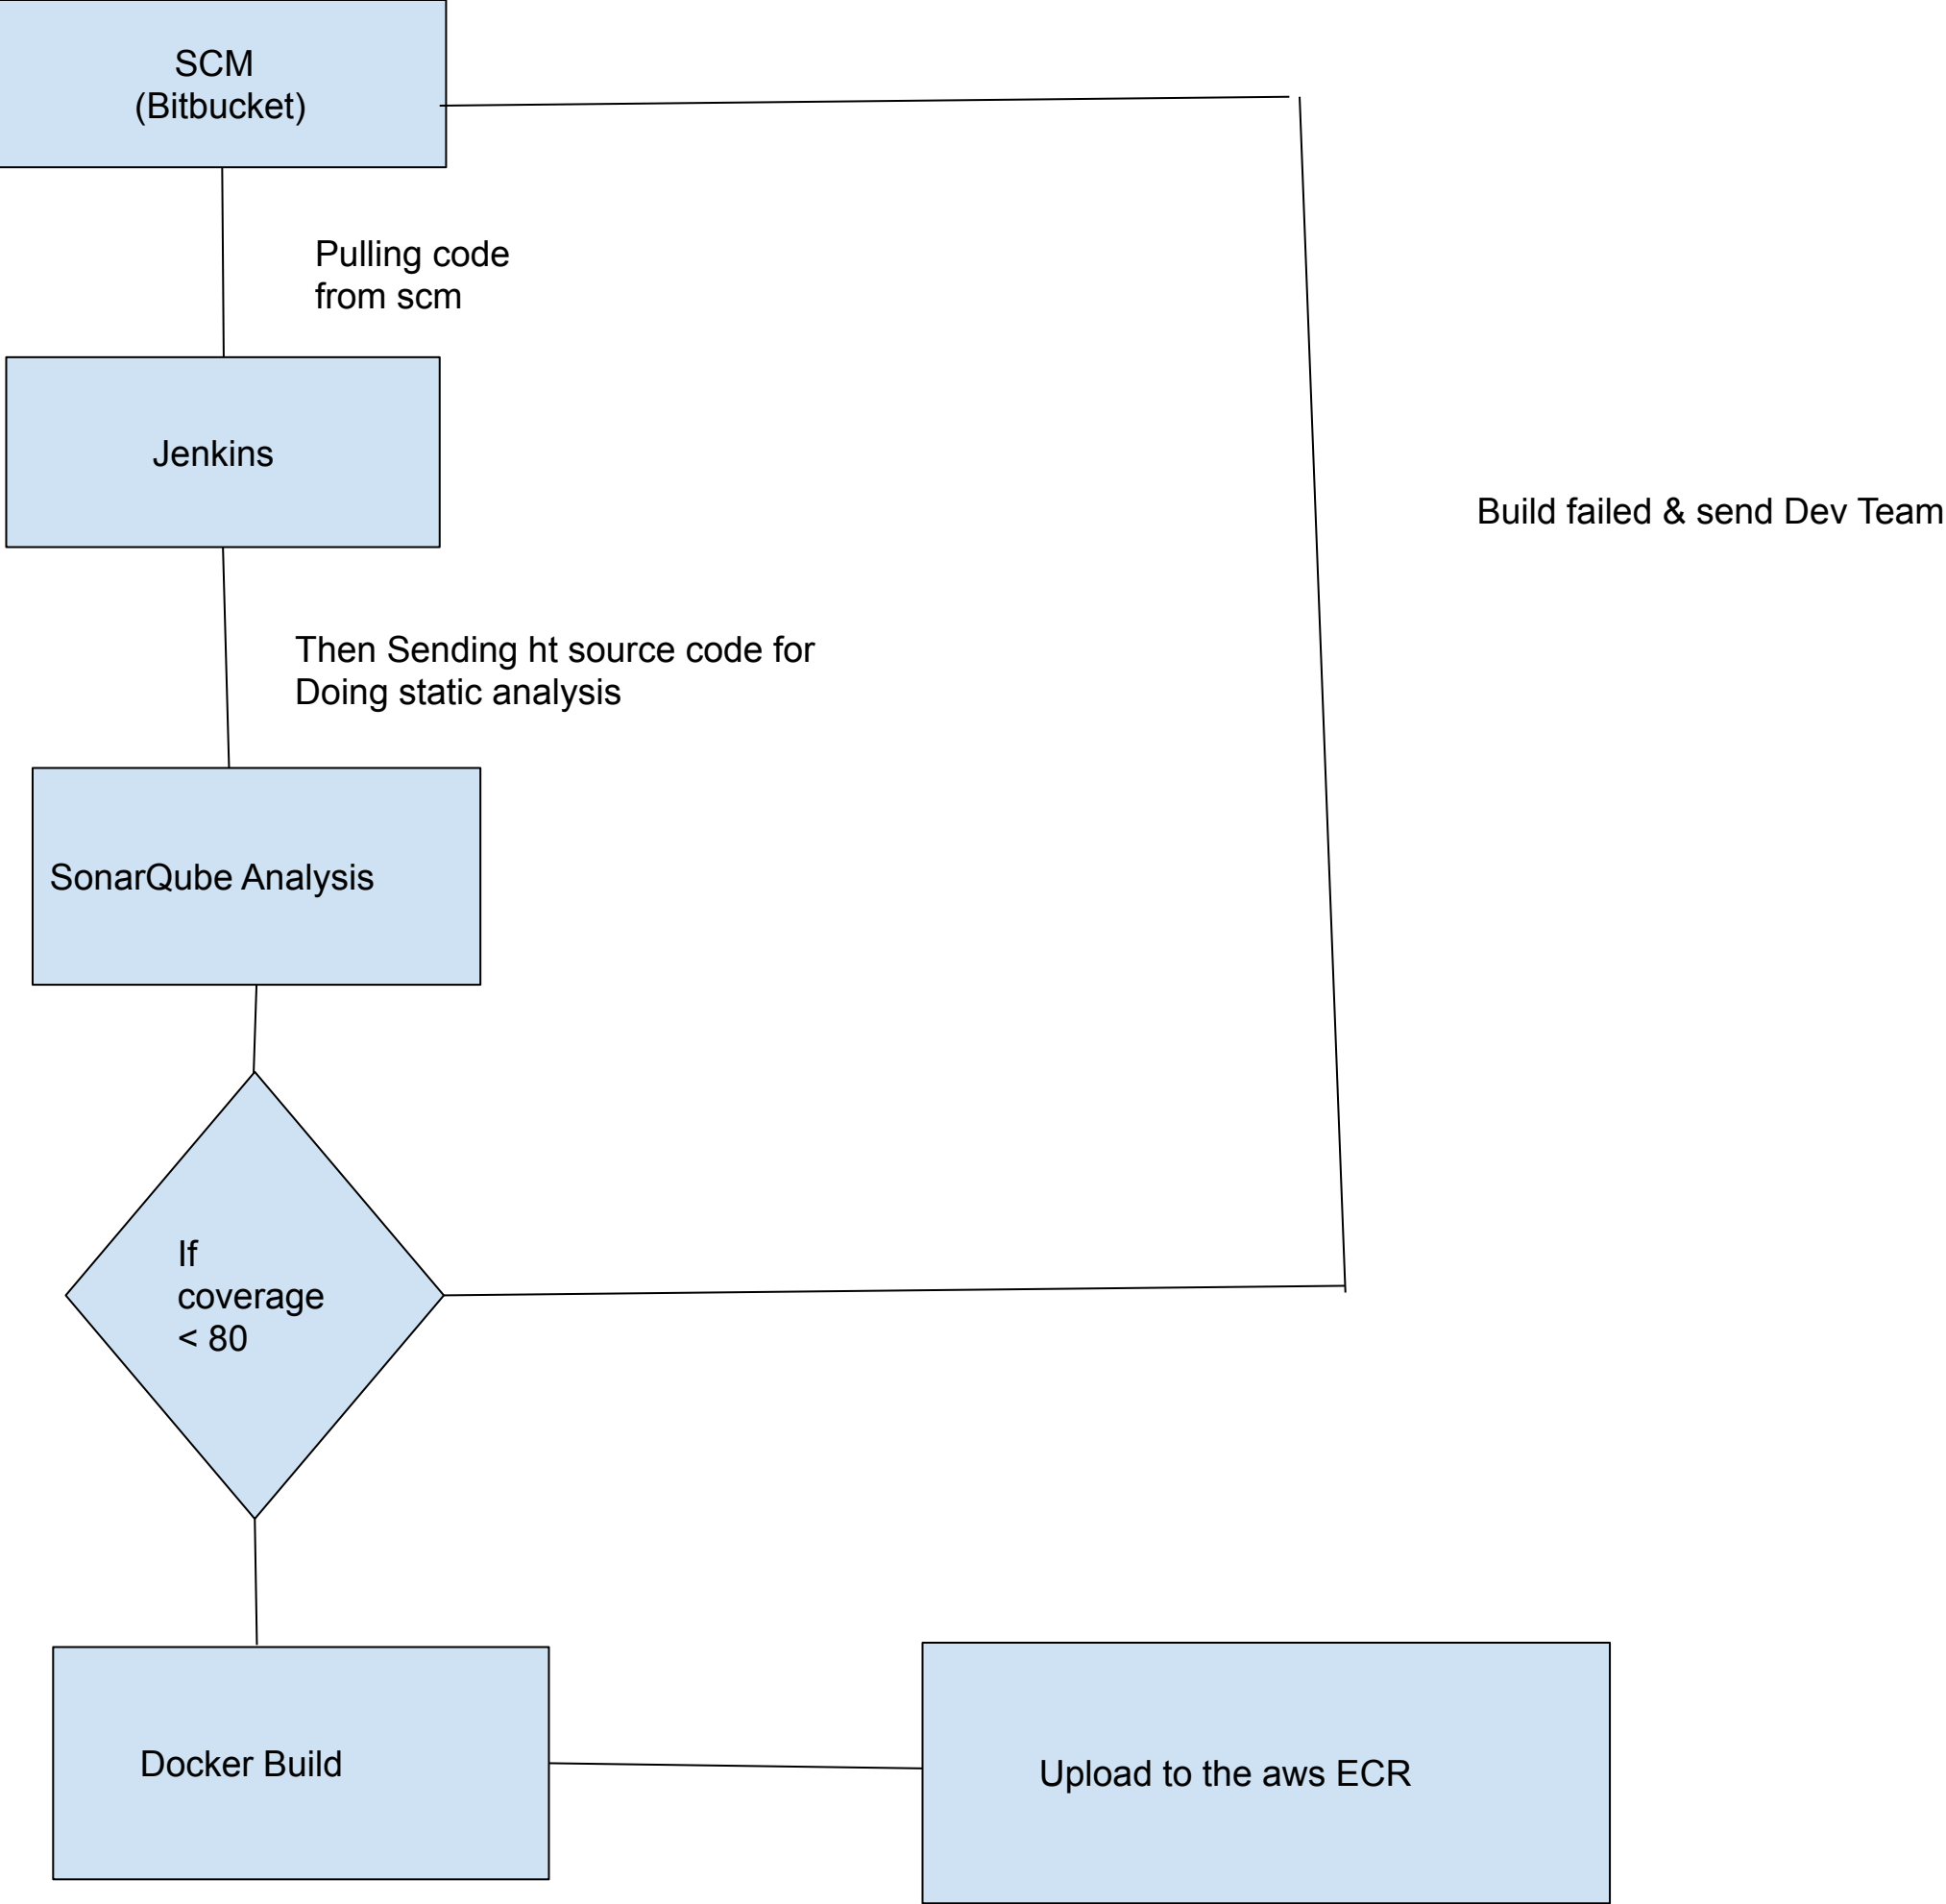 SCM
(Bitbucket)
Pulling code
from scm
Jenkins
Build failed & send Dev Team
Then Sending ht source code for
Doing static analysis
SonarQube Analysis
If
coverage
< 80
Docker Build
Upload to the aws ECR